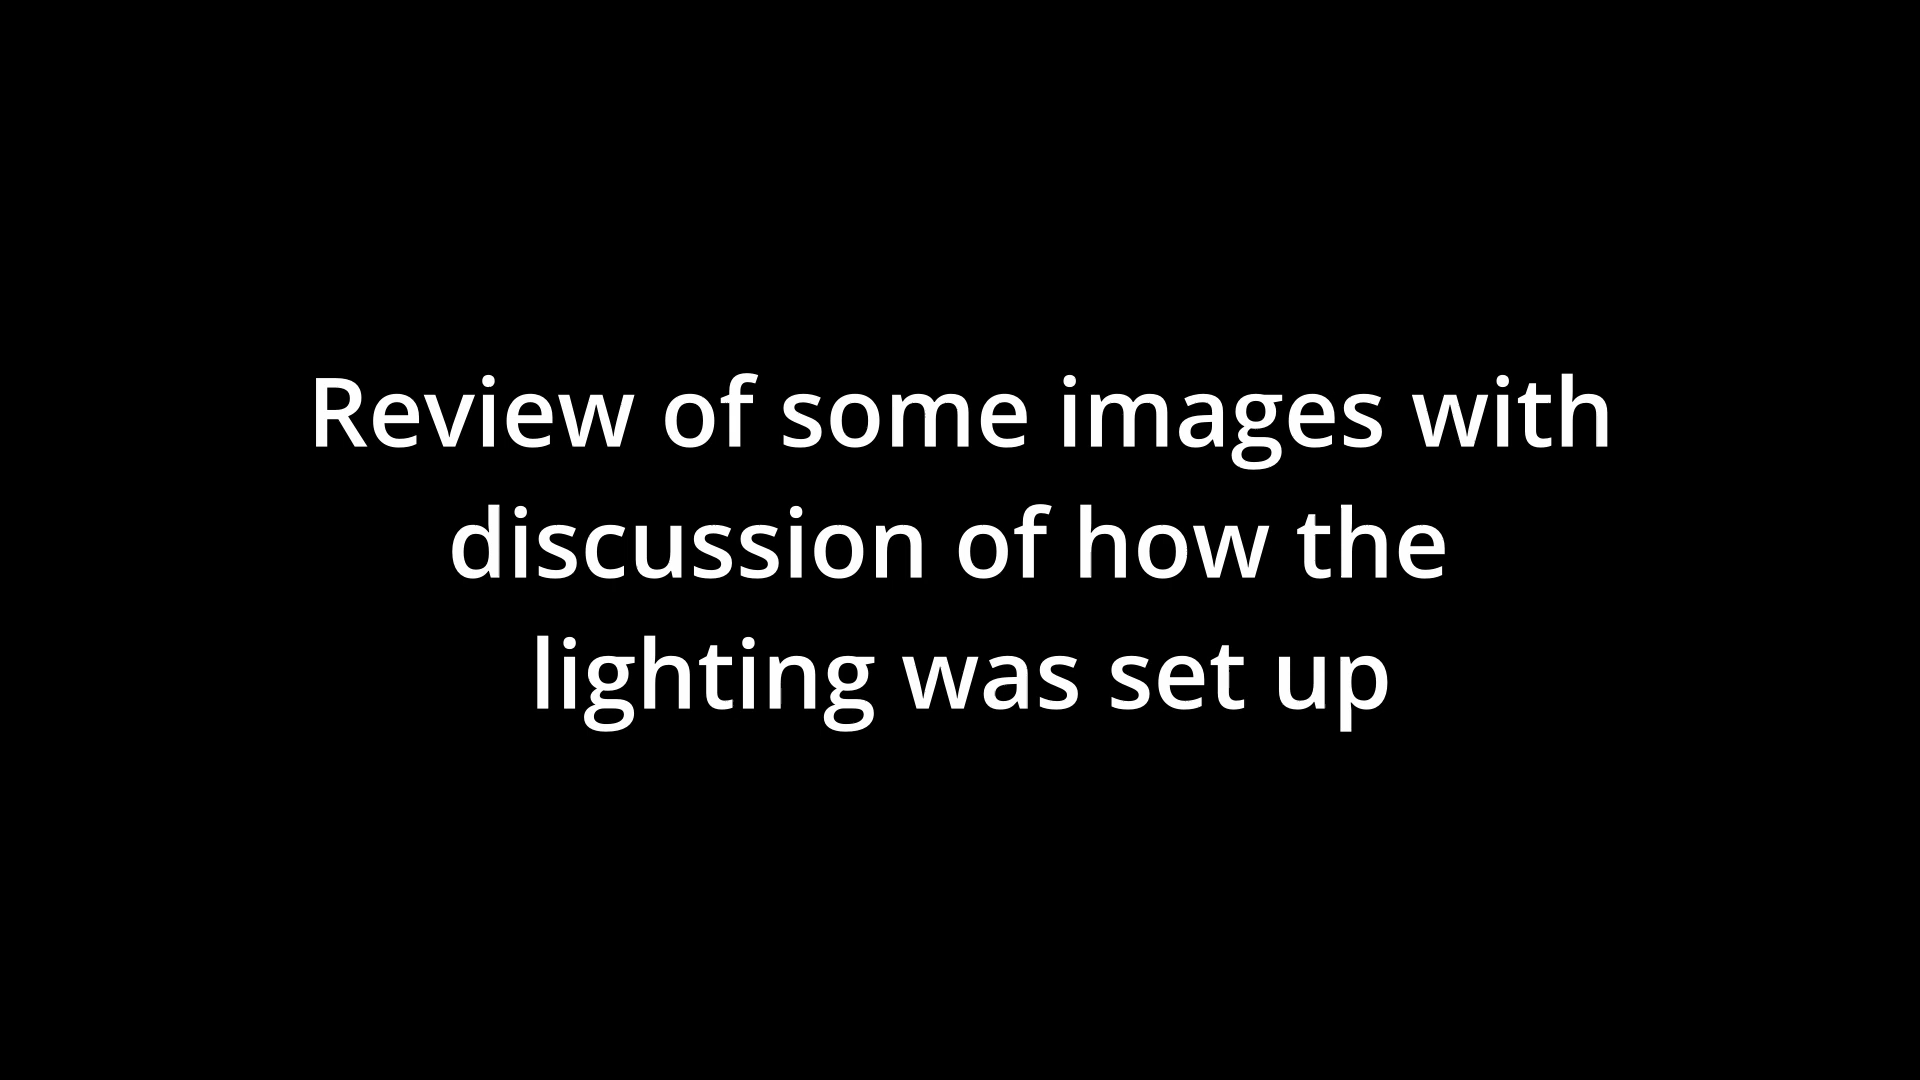 Review of some images with
discussion of how the
lighting was set up